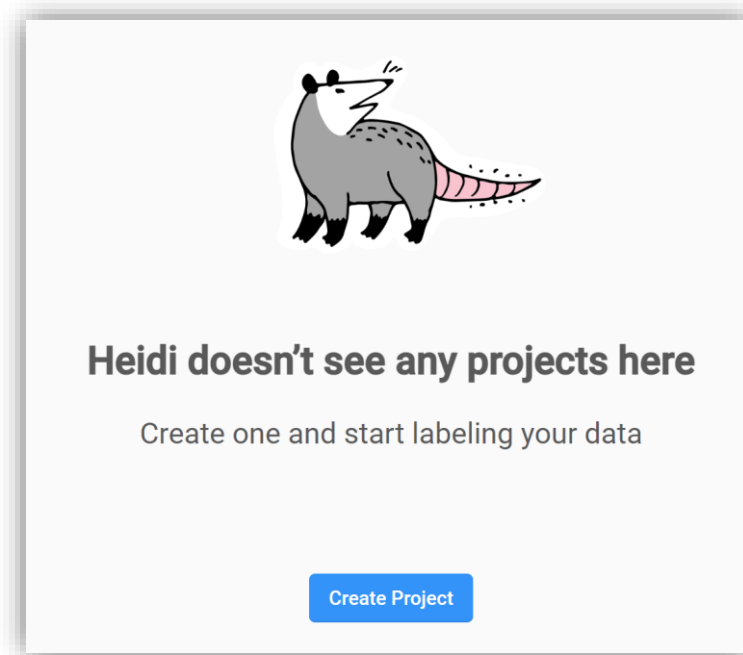 Heidi doesn’t see any projects here
Create one and start labeling your data
Create Project